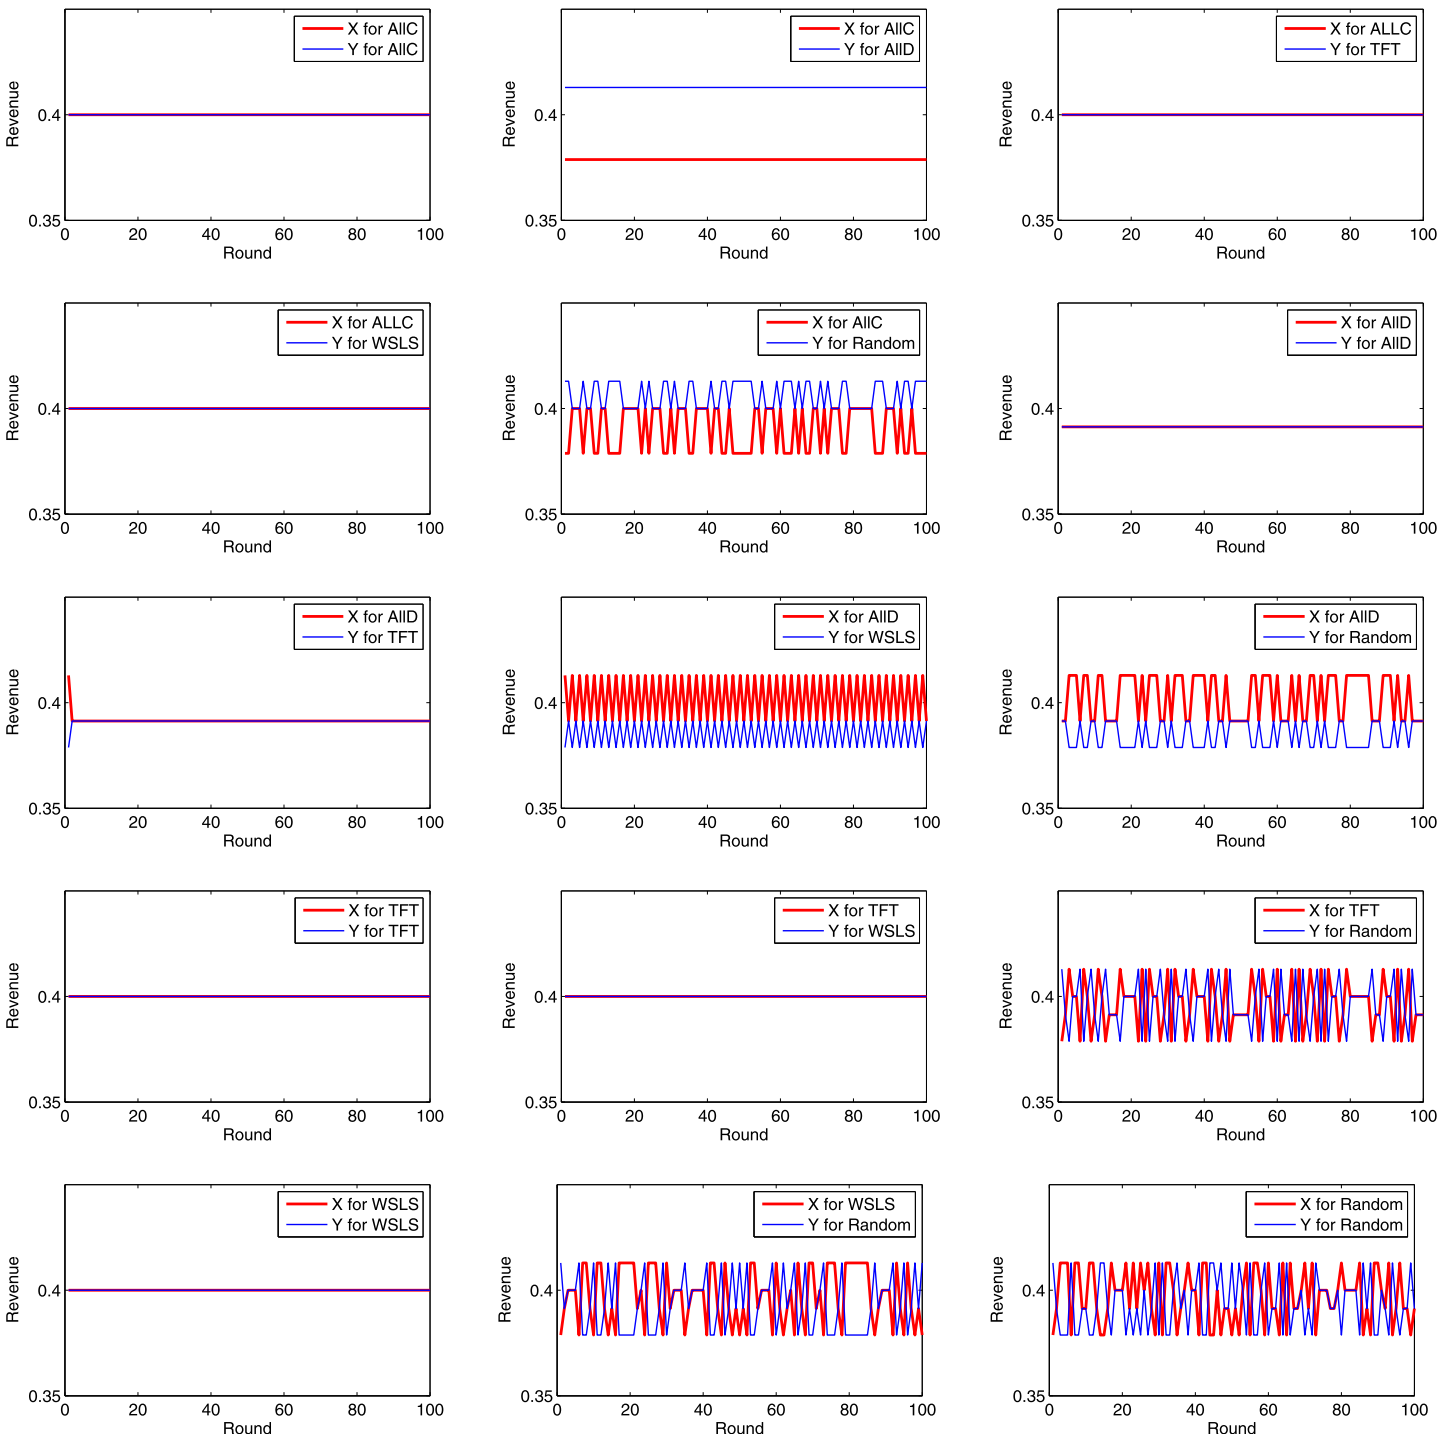 X for AllC
Y for AllC
Revenue
0.4
0.35
0 20 40 60 80 100
Round
X for AllC
Y for AllD
Revenue
0.4
0.35
0 20 40 60 80 100
Round
X for ALLC
Y for TFT
Revenue
0.4
0.35
0 20 40 60 80 100
Round
X for ALLC
Y for WSLS
Revenue
0.4
0.35
0 20 40 60 80 100
Round
X for AllC
Y for Random
Revenue
0.4
0.35
0 20 40 60 80 100
Round
X for AllD
Y for AllD
Revenue
0.4
0.35
0 20 40 60 80 100
Round
X for AllD
Y for TFT
Revenue
0.4
0.35
0 20 40 60 80 100
Round
X for AllD
Y for WSLS
Revenue
0.4
0.35
0 20 40 60 80 100
Round
X for AllD
Y for Random
Revenue
0.4
0.35
0 20 40 60 80 100
Round
X for TFT
Y for TFT
Revenue
0.4
0.35
0 20 40 60 80 100
Round
X for TFT
Y for WSLS
Revenue
0.4
0.35
0 20 40 60 80 100
Round
X for TFT
Y for Random
Revenue
0.4
0.35
0 20 40 60 80 100
Round
X for WSLS
Y for WSLS
Revenue
0.4
0.35
0 20 40 60 80 100
Round
X for WSLS
Y for Random
Revenue
0.4
0.35
0 20 40 60 80 100
Round
X for Random
Y for Random
Revenue
0.4
0.35
0 20 40 60 80 100
Round